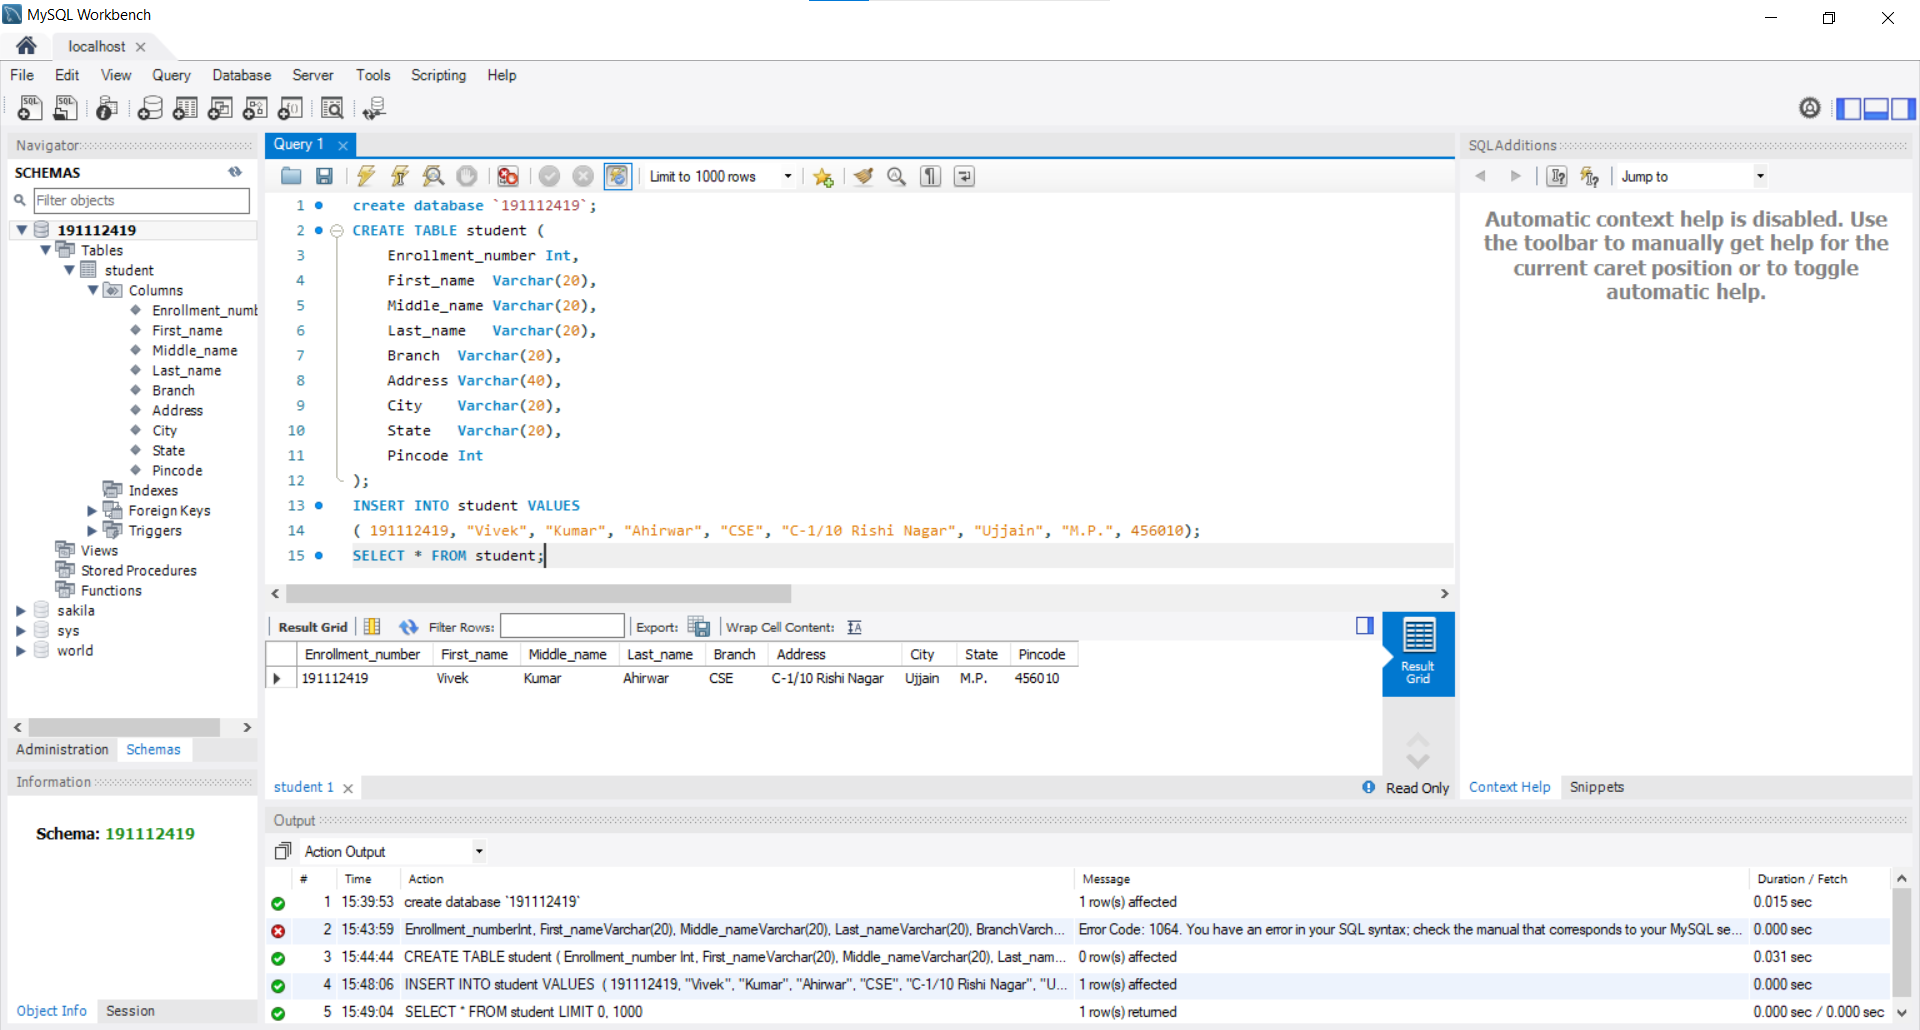 MySQL Workbench
localhost
File Edit View Query Database Server Tools Scripting Help
Navigator
SCHEMAS
Filter objects
191112419
Tables
student
Columns
Enrollment_numb
First_name
Middle_name
Last_name
Branch
Address
City
State
Pincode
Indexes
Foreign Keys
Triggers
Views
Stored Procedures
Functions
sakila
sys
world
Administration Schemas
Information
Schema: 191112419
Object Info Session
Query 1
Limit to 1000 rows
1 create database `191112419`;
2 CREATE TABLE student (
3 Enrollment_number Int,
4 First_name Varchar(20),
5 Middle_name Varchar(20),
6 Last_name Varchar(20),
7 Branch Varchar(20),
8 Address Varchar(40),
9 City Varchar(20),
10 State Varchar(20),
11 Pincode Int
12 );
13 INSERT INTO student VALUES
14 ( 191112419, "Vivek", "Kumar", "Ahirwar", "CSE", "C-1/10 Rishi Nagar", "Ujjain", "M.P.", 456010);
15 SELECT * FROM student;
Result Grid Filter Rows: Export: Wrap Cell Content:
Enrollment_number First_name Middle_name Last_name Branch Address City State Pincode
191112419 Vivek Kumar Ahirwar CSE C-1/10 Rishi Nagar Ujjain M.P. 456010
Result
Grid
student 1
Read Only
SQLAdditions
Jump to
Automatic context help is disabled. Use
the toolbar to manually get help for the
current caret position or to toggle
automatic help.
Context Help Snippets
Output
Action Output
# Time Action Message Duration / Fetch
1 15:39:53 create database `191112419` 1 row(s) affected 0.015 sec
2 15:43:59 Enrollment_numberInt, First_nameVarchar(20), Middle_nameVarchar(20), Last_nameVarchar(20), BranchVarch... Error Code: 1064. You have an error in your SQL syntax; check the manual that corresponds to your MySQL se... 0.000 sec
3 15:44:44 CREATE TABLE student ( Enrollment_number Int, First_nameVarchar(20), Middle_nameVarchar(20), Last_nam... 0 row(s) affected 0.031 sec
4 15:48:06 INSERT INTO student VALUES ( 191112419, "Vivek", "Kumar", "Ahirwar", "CSE", "C-1/10 Rishi Nagar", "U... 1 row(s) affected 0.000 sec
5 15:49:04 SELECT * FROM student LIMIT 0, 1000 1 row(s) returned 0.000 sec / 0.000 sec